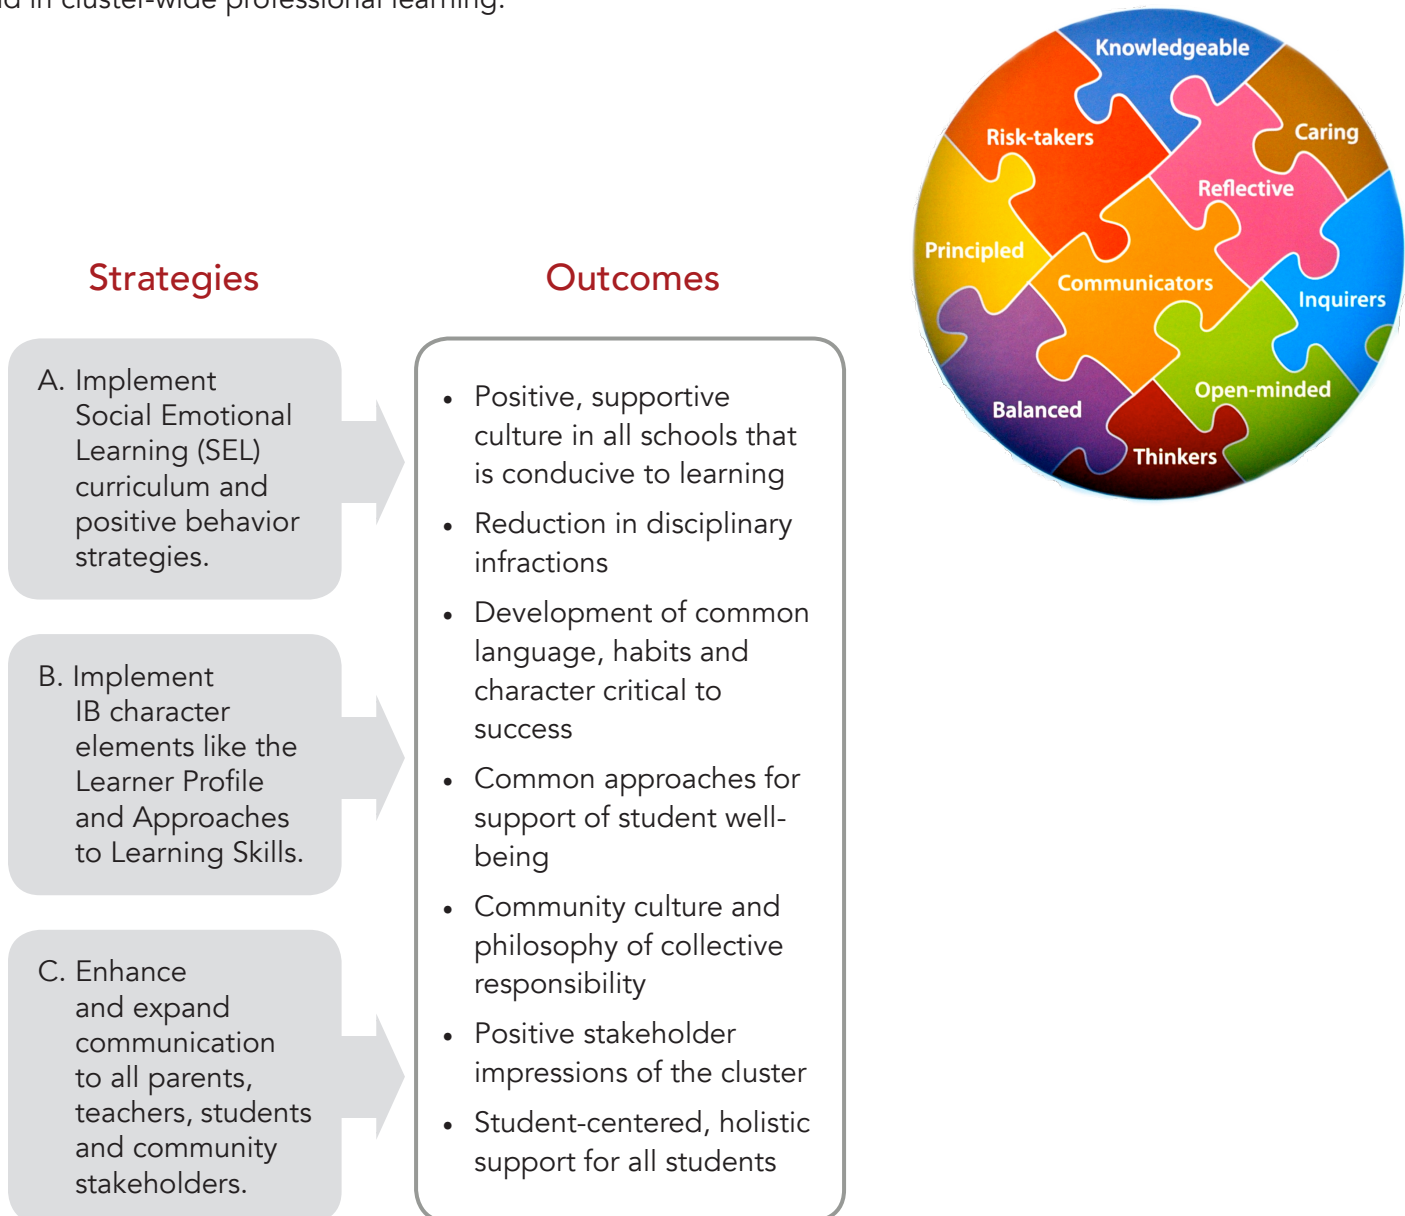 in cluster-wide professional learning.
Strategies
A. Implement
Social Emotional
Learning (SEL)
curriculum and
positive behavior
strategies.
B. Implement
IB character
elements like the
Learner Profile
and Approaches
to Learning Skills.
C. Enhance
and expand
communication
to all parents,
teachers, students
and community
stakeholders.
Outcomes
• Positive, supportive
culture in all schools that
is conducive to learning
• Reduction in disciplinary
infractions
• Development of common
language, habits and
character critical to
success
• Common approaches for
support of student well-
being
• Community culture and
philosophy of collective
responsibility
• Positive stakeholder
impressions of the cluster
• Student-centered, holistic
support for all students
Knowledgeable
Risk-takers
Caring
Reflective
Principled
Communicators
Inquirers
Open-minded
Balanced
Thinkers